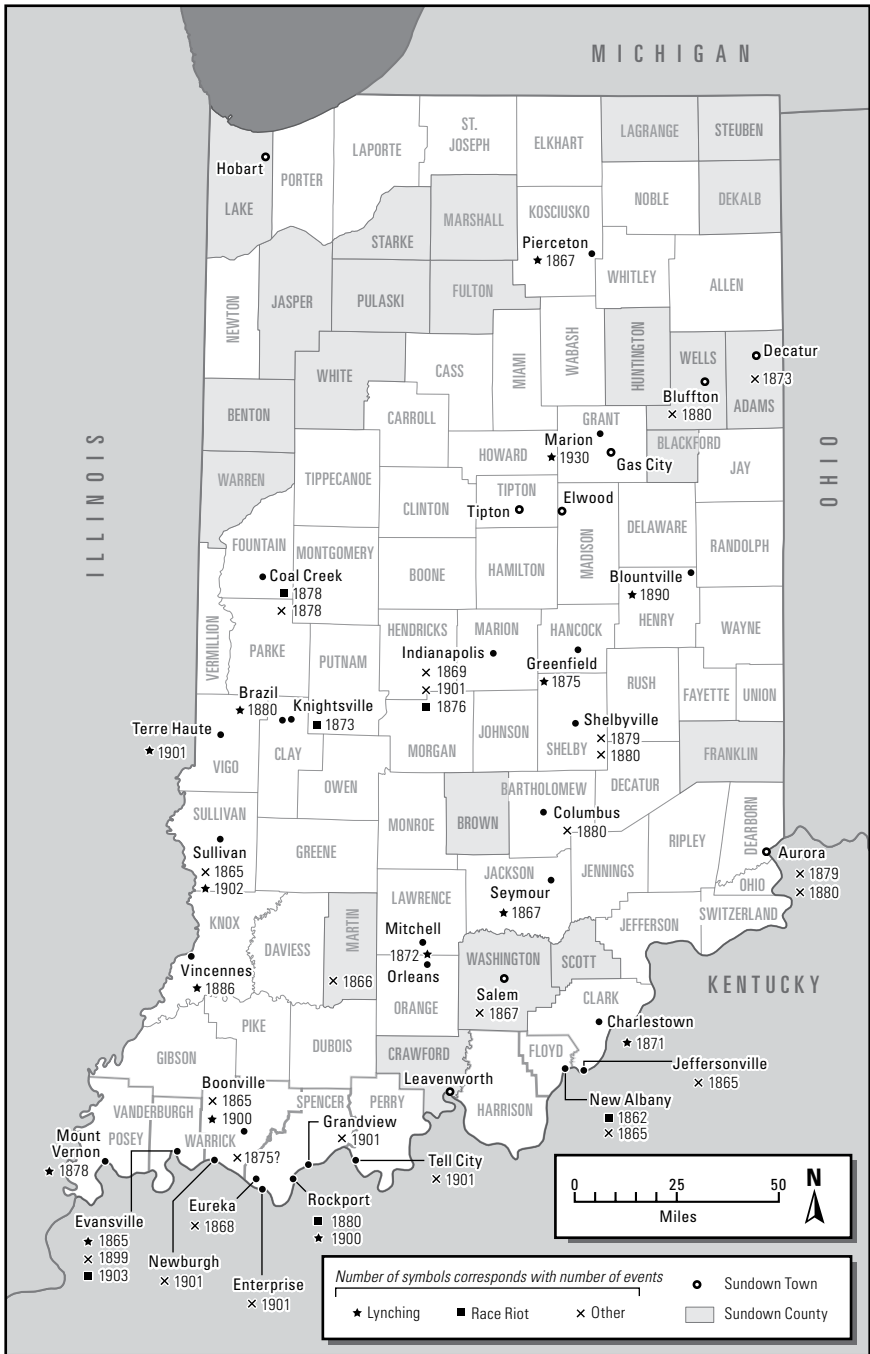 MICHIGAN
ILLINOIS
OHIO
KENTUCKY
LAGRANGE
STEUBEN
ST.
JOSEPH
ELKHART
LAPORTE
Hobart
PORTER
LAKE
NOBLE
DEKALB
KOSCIUSKO
MARSHALL
STARKE
Pierceton
★ 1867
WHITLEY
ALLEN
NEWTON
JASPER
PULASKI
FULTON
MIAMI
WABASH
HUNTINGTON
WELLS
Decatur
× 1873
ADAMS
Bluffton
× 1880
WHITE
CASS
BENTON
CARROLL
GRANT
Marion
★ 1930
Gas City
BLACKFORD
JAY
HOWARD
WARREN
TIPPECANOE
CLINTON
TIPTON
Tipton
Elwood
MADISON
DELAWARE
RANDOLPH
FOUNTAIN
MONTGOMERY
Coal Creek
■ 1878
× 1878
BOONE
HAMILTON
Blountville
★ 1890
HENRY
WAYNE
VERMILLION
PARKE
PUTNAM
HENDRICKS
MARION
Indianapolis
× 1869
× 1901
■ 1876
HANCOCK
Greenfield
★ 1875
RUSH
FAYETTE
UNION
Brazil
★ 1880
Knightsville
■ 1873
Terre Haute
★ 1901
VIGO
CLAY
OWEN
MORGAN
JOHNSON
SHELBY
Shelbyville
× 1879
× 1880
FRANKLIN
DECATUR
BARTHOLOMEW
Columbus
× 1880
SULLIVAN
Sullivan
× 1865
★ 1902
GREENE
MONROE
BROWN
RIPLEY
DEARBORN
Aurora
× 1879
× 1880
OHIO
JENNINGS
JACKSON
Seymour
★ 1867
LAWRENCE
SWITZERLAND
JEFFERSON
KNOX
DAVIESS
MARTIN
× 1866
Mitchell
1872 ★
Orleans
ORANGE
WASHINGTON
Salem
× 1867
SCOTT
CLARK
Charlestown
★ 1871
Vincennes
★ 1886
PIKE
GIBSON
DUBOIS
CRAWFORD
FLOYD
Jeffersonville
× 1865
New Albany
■ 1862
× 1865
Leavenworth
HARRISON
Boonville
× 1865
★ 1900
SPENCER
PERRY
Grandview
× 1901
VANDERBURGH
POSEY
WARRICK
× 1875?
Mount
Vernon
★ 1878
Tell City
× 1901
Eureka
× 1868
Rockport
■ 1880
★ 1900
Evansville
★ 1865
× 1899
■ 1903
Newburgh
× 1901
Enterprise
× 1901
N
0 25 50
Miles
Number of symbols corresponds with number of events
★ Lynching ■ Race Riot × Other
Sundown Town
Sundown County